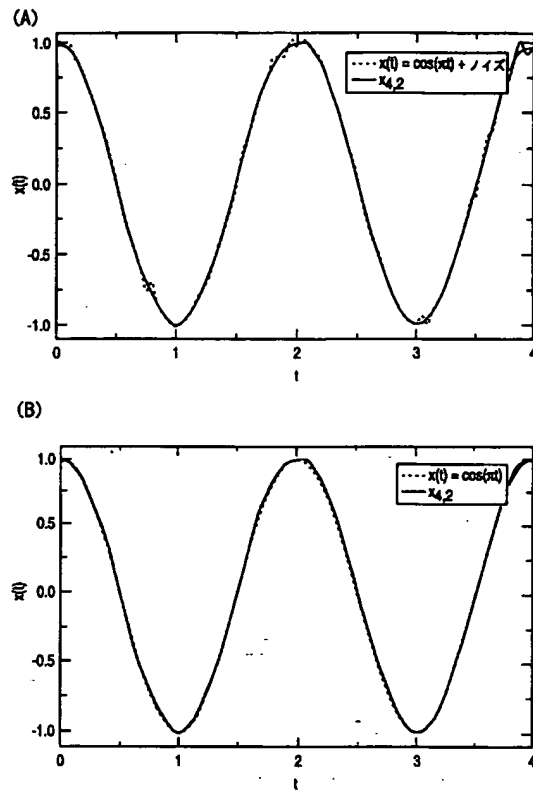 (A)
1.0
0.5
0.0
-0.5
-1.0
x(t)
x(t) = cos(πt) + ノイズ
x4,2
0
1
2
3
4
t
(B)
1.0
0.5
0.0
-0.5
-1.0
x(t)
x(t) = cos(πt)
x4,2
0
1
2
3
4
t